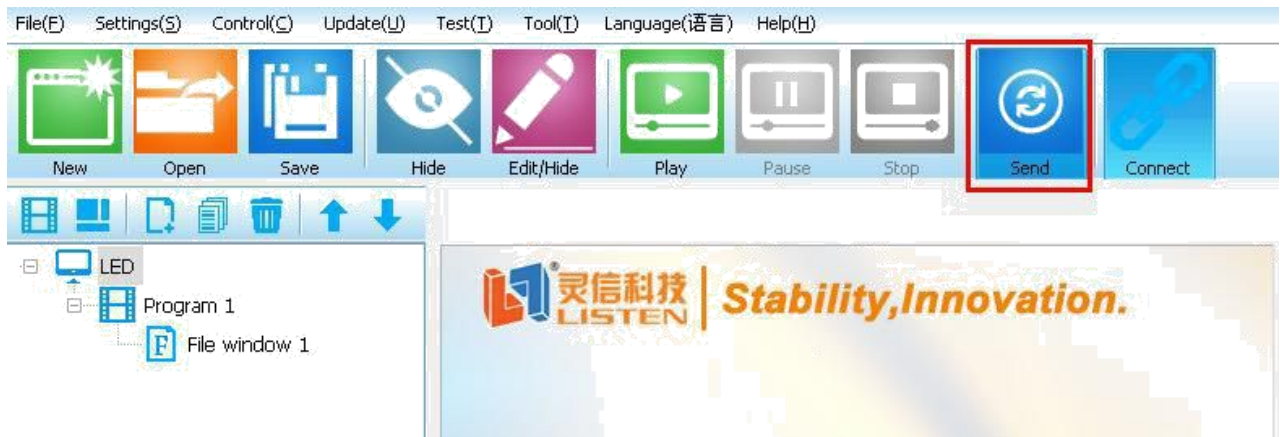 File(F) Settings(S) Control(C) Update(U) Test(T) Tool(T) Language(语言) Help(H)
New Open Save Hide Edit/Hide Play Pause Stop Send Connect
LED
Program 1
F File window 1
灵信科技®
LISTEN
Stability,Innovation.